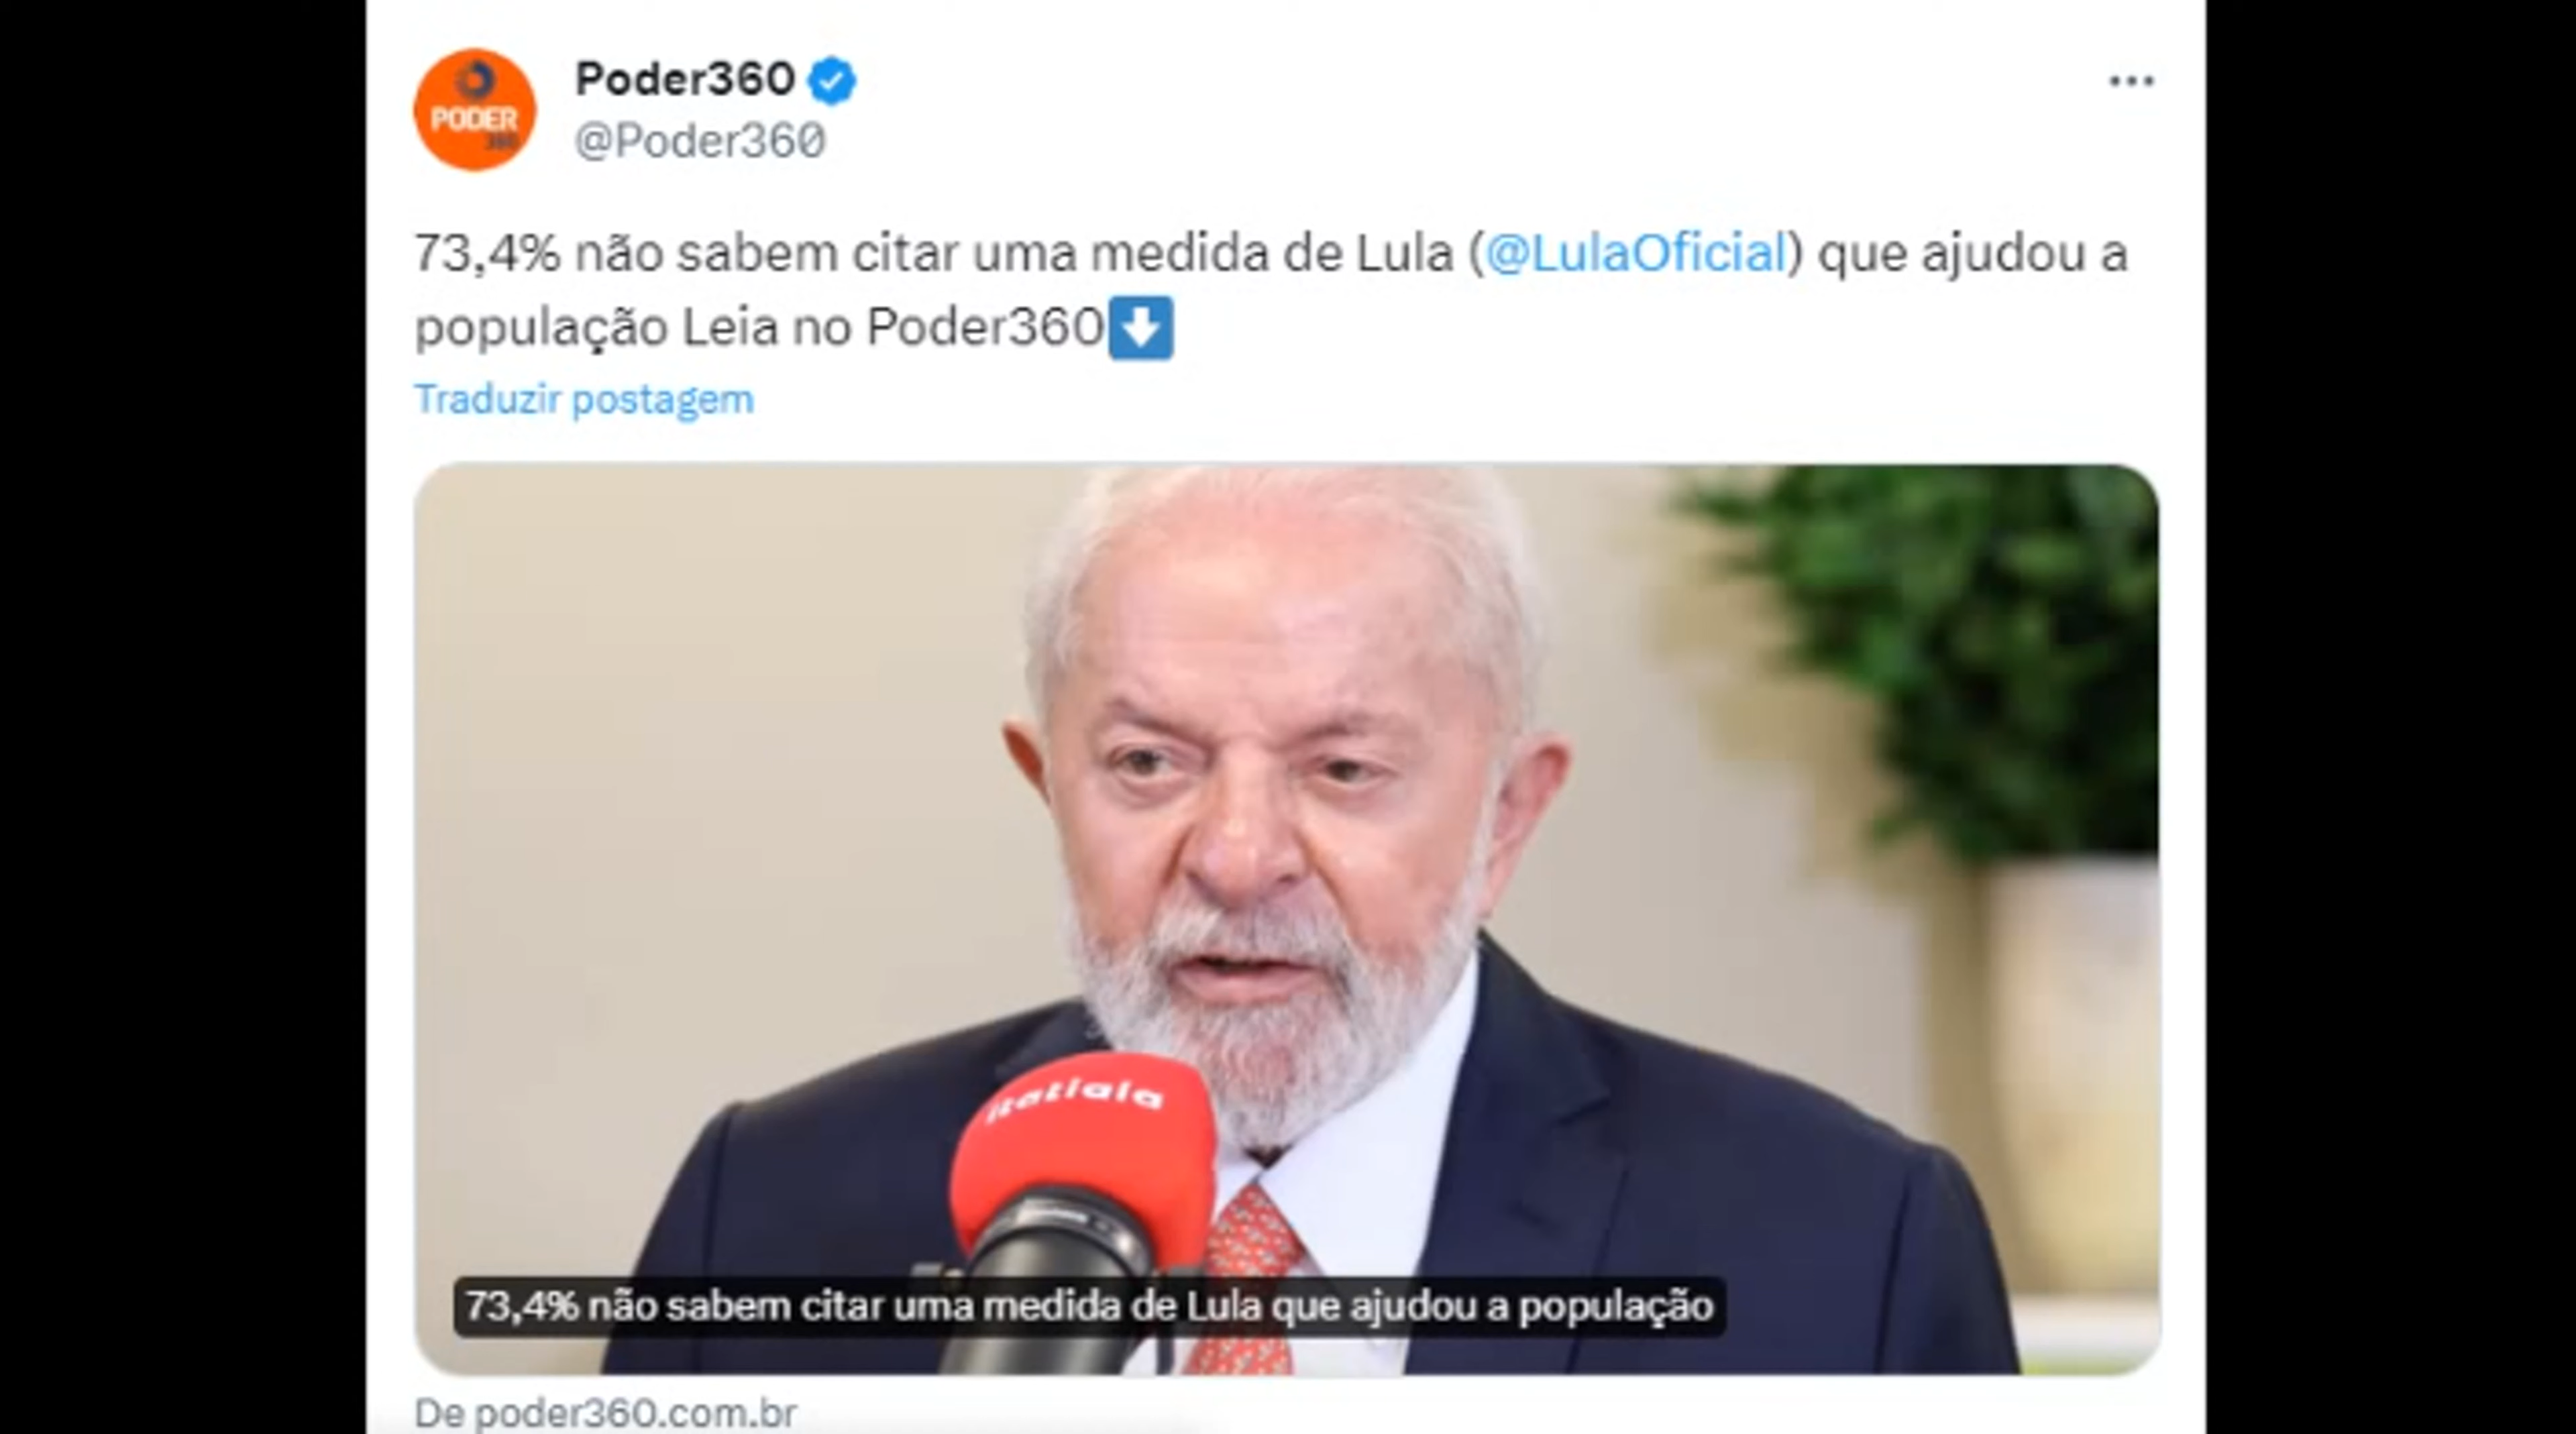 PODER
360
Poder360
@Poder360
73,4% não sabem citar uma medida de Lula (@LulaOficial) que ajudou a
população Leia no Poder360
Traduzir postagem
itatiaia
73,4% não sabem citar uma medida de Lula que ajudou a população
De poder360.com.br